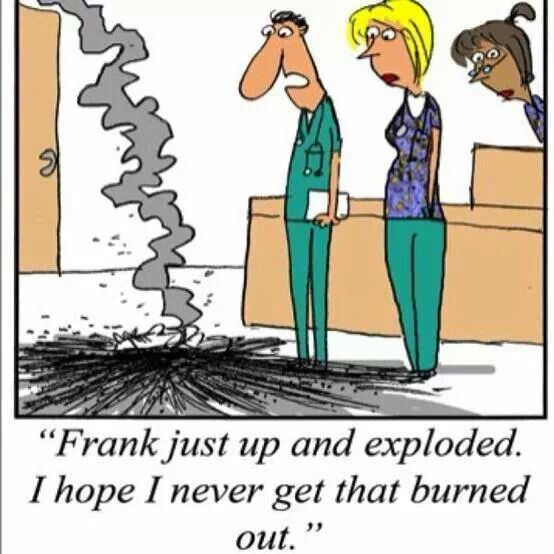 “Frank just up and exploded.
I hope I never get that burned
out.”